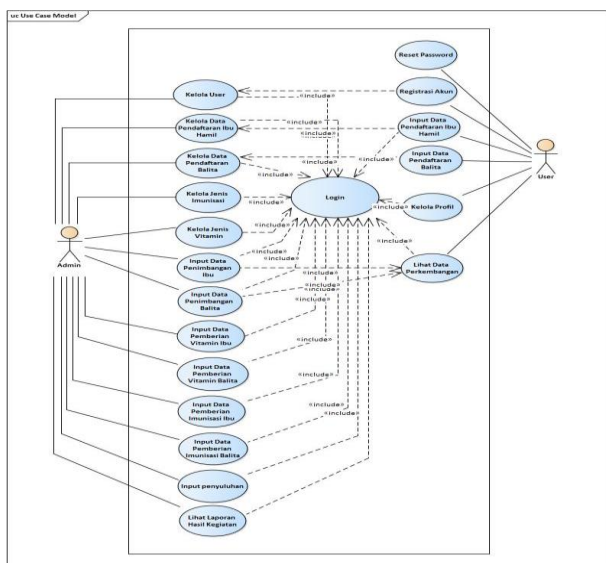 uc Use Case Model
Reset Password
Kelola User
«include»
«include»
Registrasi Akun
Kelola Data
Pendaftaran Ibu
Hamil
«include»
«include»
Input Data
Pendaftaran Ibu
Hamil
Kelola Data
Pendaftaran
Balita
«include»
«include»
Input Data
Pendaftaran
Balita
User
Kelola Jenis
Imunisasi
«include»
Login
«include»
Kelola Profil
Kelola Jenis
Vitamin
«include»
Admin
Input Data
Penimbangan
Ibu
«include»
«include»
«include»
Lihat Data
Perkembangan
Input Data
Penimbangan
Balita
«include»
«include»
Input Data
Pemberian
Vitamin Ibu
«include»
«include»
Input Data
Pemberian
Vitamin Balita
«include»
Input Data
Pemberian
Imunisasi Ibu
«include»
Input Data
Pemberian
Imunisasi Balita
«include»
Input penyuluhan
Lihat Laporan
Hasil Kegiatan